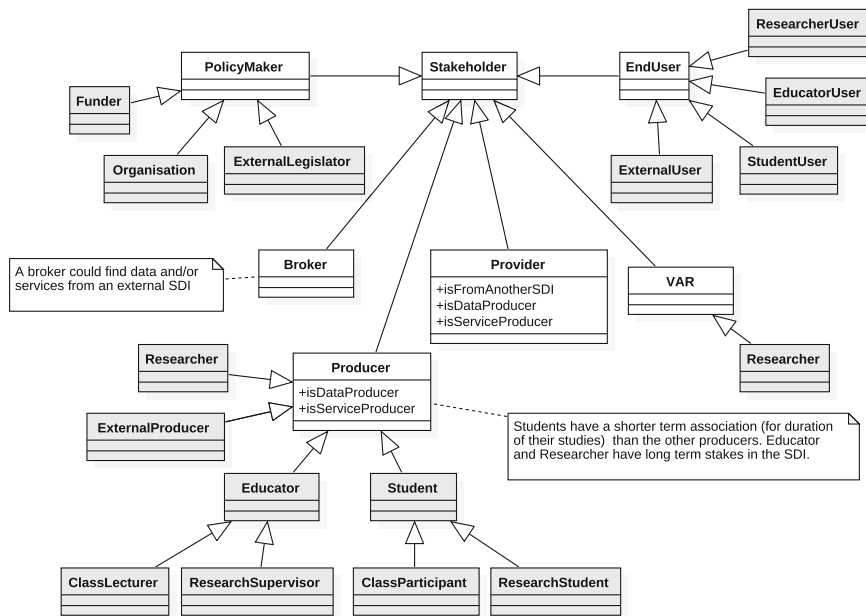 ResearcherUser
PolicyMaker
Stakeholder
EndUser
Funder
EducatorUser
Organisation
ExternalLegislator
ExternalUser
StudentUser
A broker could find data and/or
services from an external SDI
Broker
Provider
+isFromAnotherSDI
+isDataProducer
+isServiceProducer
VAR
Researcher
Producer
+isDataProducer
+isServiceProducer
Researcher
ExternalProducer
Students have a shorter term association (for duration
of their studies)  than the other producers. Educator
and Researcher have long term stakes in the SDI.
Educator
Student
ClassLecturer
ResearchSupervisor
ClassParticipant
ResearchStudent